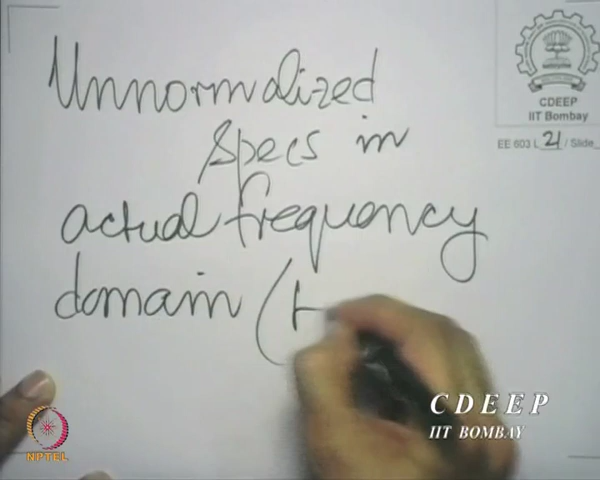 Unnormalized
specs in
actual frequency
domain (
CDEEP
IIT Bombay
EE 603 L 21 / Slide
CDEEP
IIT BOMBAY
NPTEL